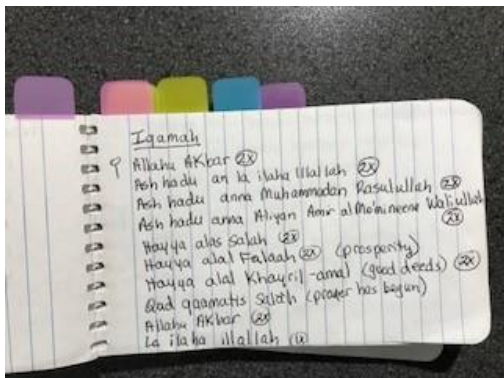 Iqamah
Allahu AKbar 2x
Ash hadu an la ilaha illallah 2x
Ash hadu anna Muhammadan Rasulullah 2x
Ash hadu anna Aliyan Amir al Mo'mineena Waliullah
2x
Hayya alas Salah 2x
Hayya alal Falaah 2x (prosperity)
Hayya alal Khayril-amal (good deeds) 2x
Qad qaamatis Salath (prayer has begun)
Allahu AKbar 2x
La ilaha illallah 1x